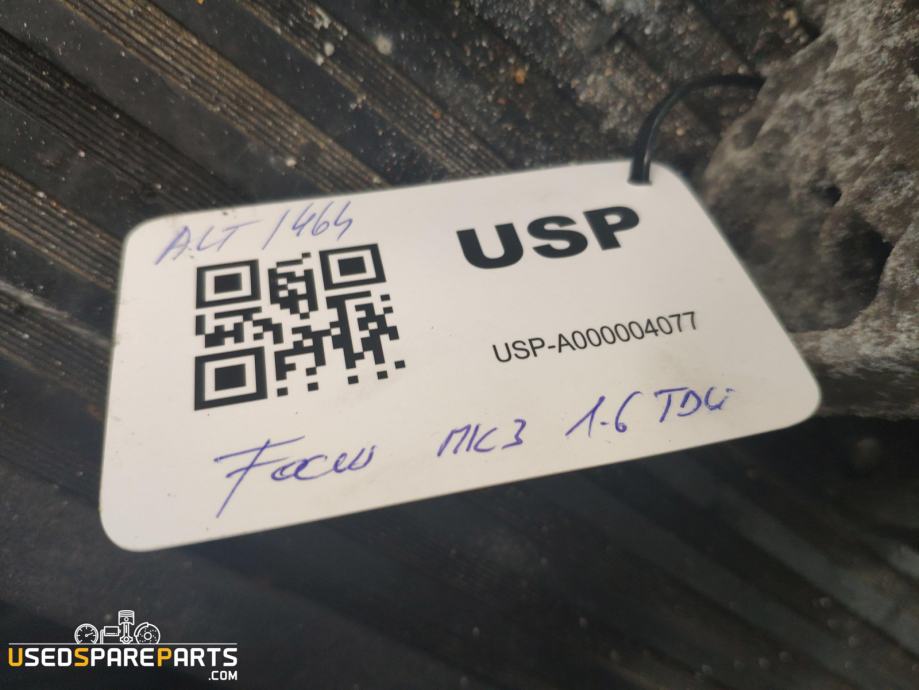 ALT 1464
USP
USP-A000004077
Focus MK3 1.6 TDCi
USEDSPAREPARTS
.COM